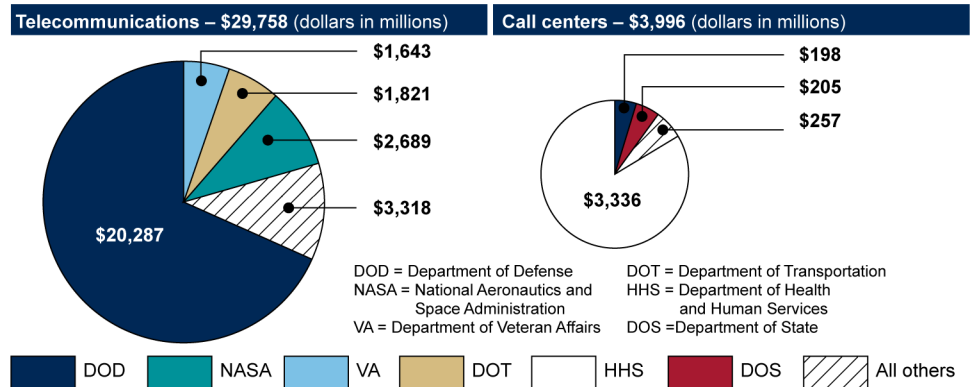 Telecommunications – $29,758 (dollars in millions)
$1,643
$1,821
$2,689
$3,318
$20,287
Call centers – $3,996 (dollars in millions)
$198
$205
$257
$3,336
DOD = Department of Defense
NASA = National Aeronautics and
Space Administration
VA = Department of Veteran Affairs
DOT = Department of Transportation
HHS = Department of Health
and Human Services
DOS =Department of State
DOD
NASA
VA
DOT
HHS
DOS
All others